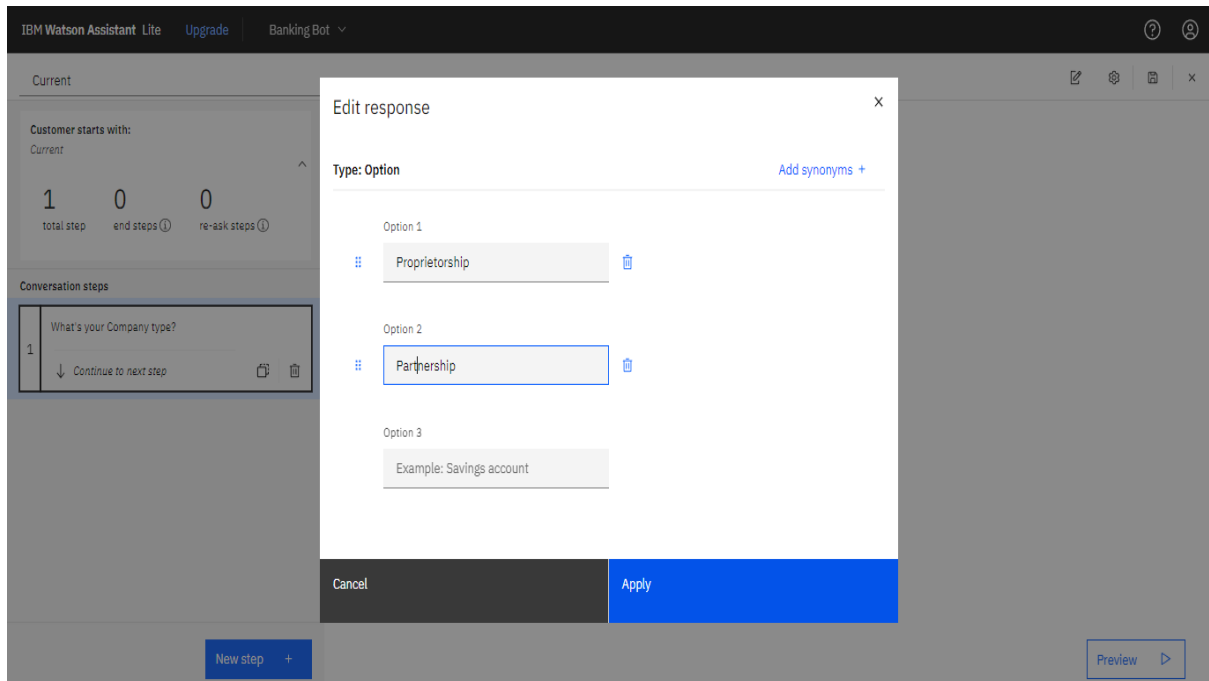 IBM Watson Assistant Lite Upgrade Banking Bot
Current
Customer starts with:
Current
1 0 0
total step end steps re-ask steps
Conversation steps
1
What's your Company type?
Continue to next step
New step +
Edit response X
Type: Option Add synonyms +
Option 1
Proprietorship
Option 2
Partnership
Option 3
Example: Savings account
Cancel Apply
Preview